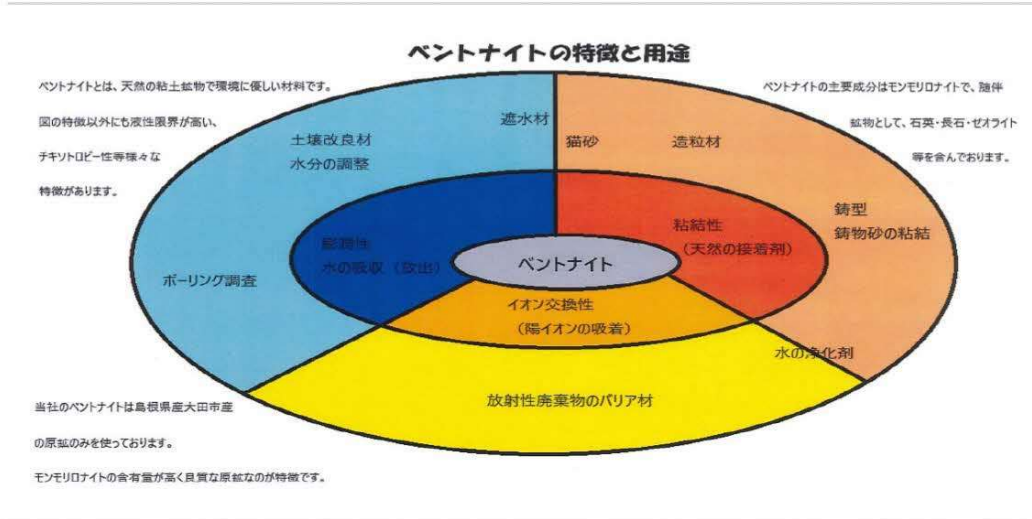 ベントナイトの特徴と用途
ベントナイトとは、天然の粘土鉱物で環境に優しい材料です。
図の特徴以外にも液性限界が高い、
チキソトロピー性等様々な
特徴があります。
ベントナイトの主要成分はモンモリロナイトで、随伴
鉱物として、石英・長石・ゼオライト
等を含んでおります。
遮水材
土壌改良材
水分の調整
ボーリング調査
猫砂
造粒材
鋳型
鋳物砂の粘結
膨潤性
水の吸収(放出)
粘結性
(天然の接着剤)
ベントナイト
イオン交換性
(陽イオンの吸着)
水の浄化剤
放射性廃棄物のバリア材
当社のベントナイトは島根県産大田市産
の原鉱のみを使っております。
モンモリロナイトの含有量が高く良質な原鉱なのが特徴です。